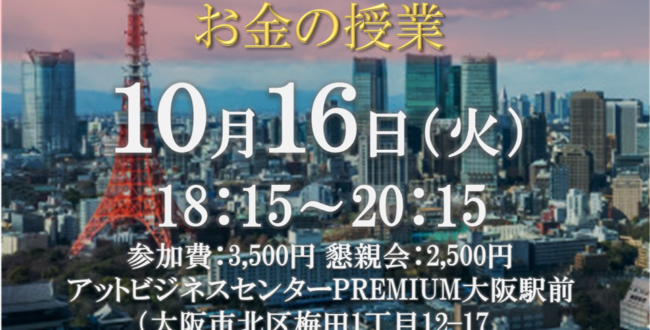 お金の授業
10月16日（火）
18：15～20：15
参加費：3,500円 懇親会：2,500円
アットビジネスセンターPREMIUM大阪駅前
（大阪市北区梅田1丁目12−17